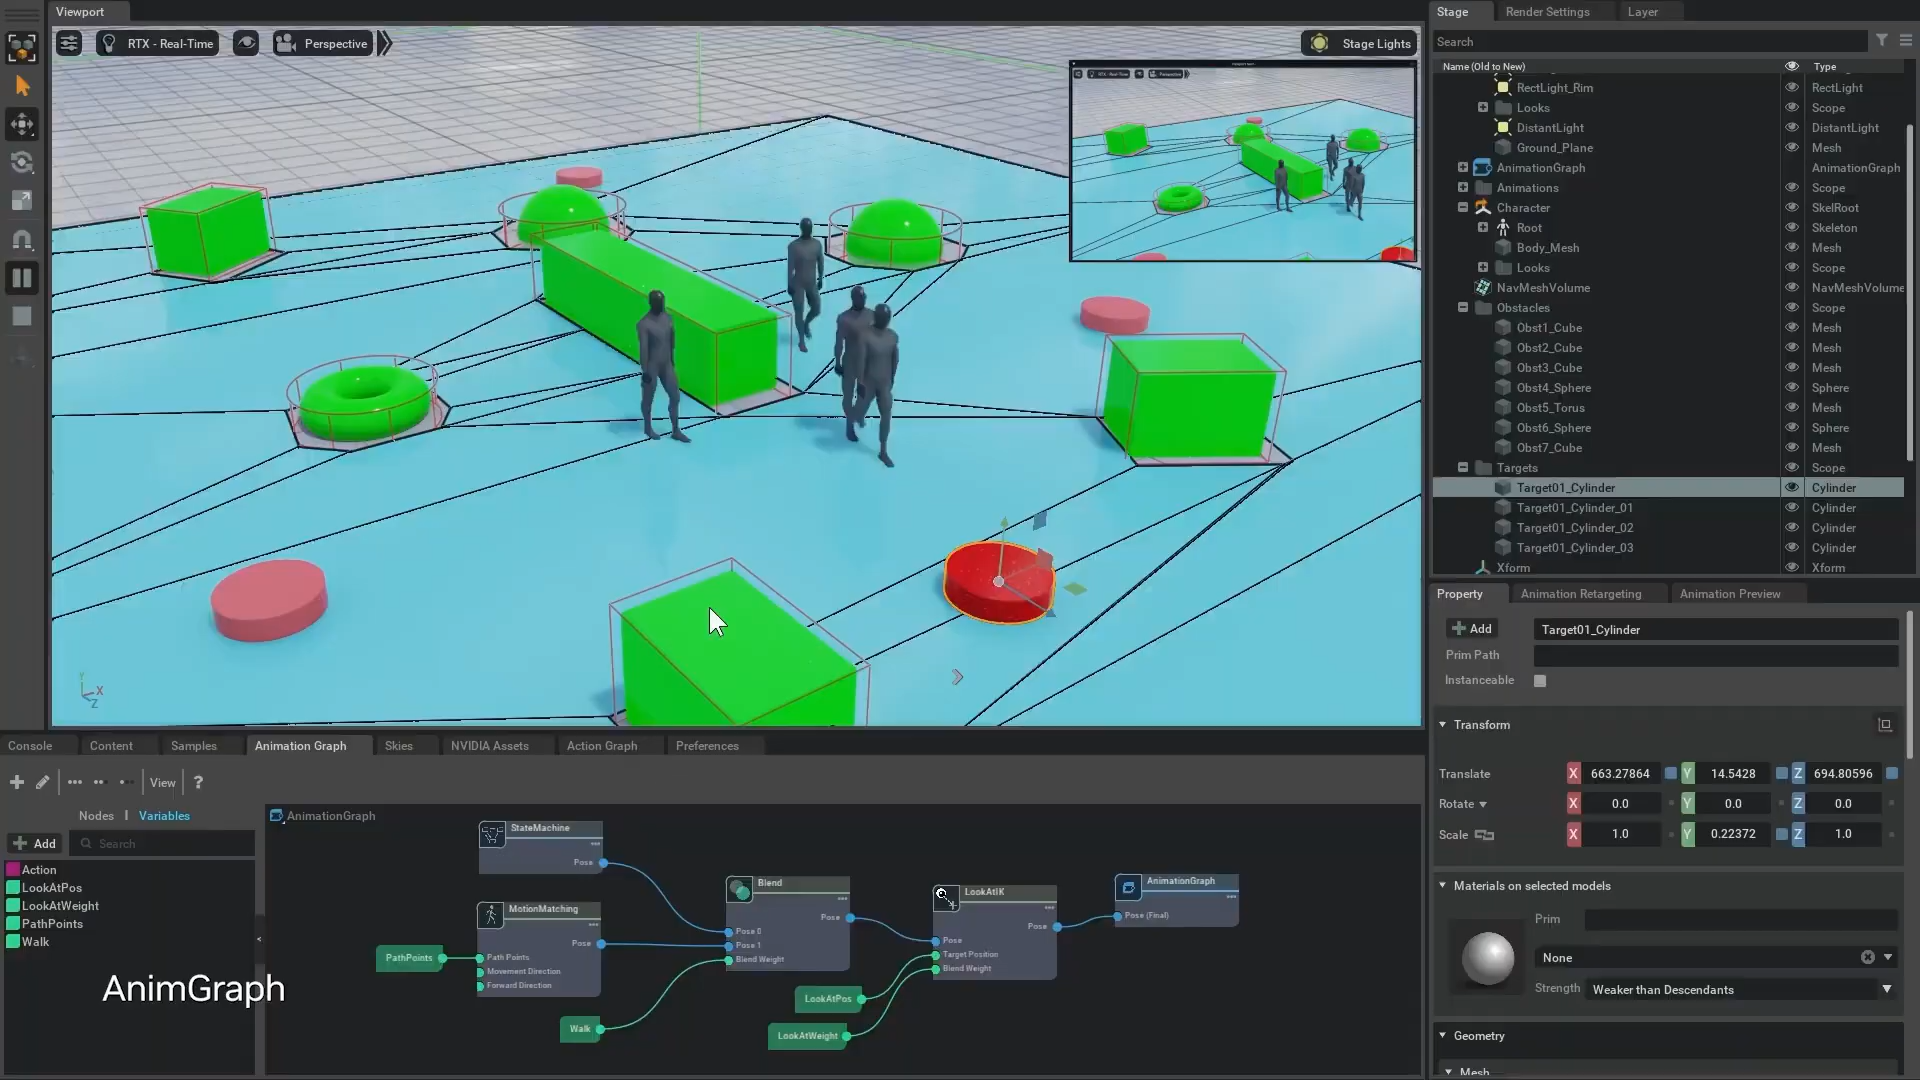 Viewport
RTX - Real-Time
Perspective
Stage Lights
Y
X
Z
Stage
Render Settings
Layer
Search
Name (Old to New)
Type
RectLight_Rim
RectLight
Looks
Scope
DistantLight
DistantLight
Ground_Plane
Mesh
AnimationGraph
AnimationGraph
Animations
Scope
Character
SkelRoot
Root
Skeleton
Body_Mesh
Mesh
Looks
Scope
NavMeshVolume
NavMeshVolume
Obstacles
Scope
Obst1_Cube
Mesh
Obst2_Cube
Mesh
Obst3_Cube
Mesh
Obst4_Sphere
Sphere
Obst5_Torus
Mesh
Obst6_Sphere
Sphere
Obst7_Cube
Mesh
Targets
Scope
Target01_Cylinder
Cylinder
Target01_Cylinder_01
Cylinder
Target01_Cylinder_02
Cylinder
Target01_Cylinder_03
Cylinder
Xform
Xform
Property
Animation Retargeting
Animation Preview
Add
Target01_Cylinder
Prim Path
Instanceable
Transform
Translate X 663.27864 Y 14.5428 Z 694.80596
Rotate X 0.0 Y 0.0 Z 0.0
Scale X 1.0 Y 0.22372 Z 1.0
Materials on selected models
Prim
None
Strength Weaker than Descendants
Geometry
Mesh
Console
Content
Samples
Animation Graph
Skies
NVIDIA Assets
Action Graph
Preferences
View ?
Nodes
Variables
Add
Search
Action
LookAtPos
LookAtWeight
PathPoints
Walk
AnimGraph
AnimationGraph
StateMachine
Pose
MotionMatching
Pose
Path Points
Movement Direction
Forward Direction
PathPoints
Walk
Blend
Pose
Pose 0
Pose 1
Blend Weight
LookAtPos
LookAtWeight
LookAtIK
Pose
Pose
Target Position
Blend Weight
AnimationGraph
Pose (Final)